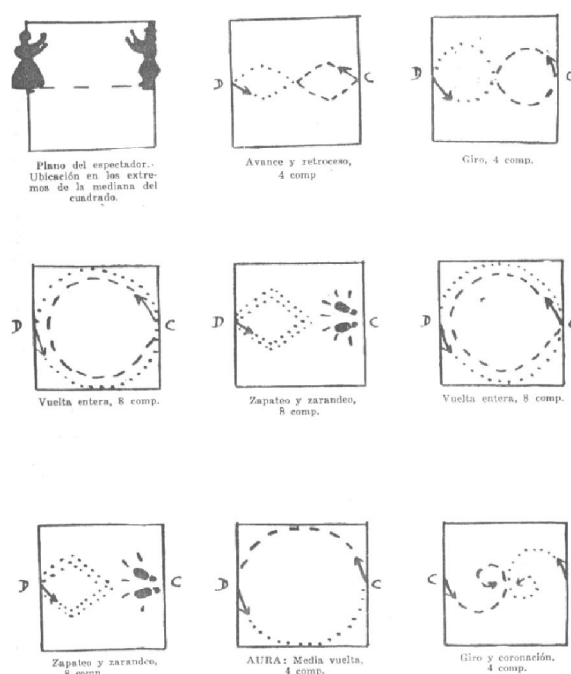 D
C
D
Plano del espectador.-
Ubicación en los extre-
mos de la mediana del
cuadrado.
Avance y retroceso,
4 comp
Giro, 4 comp.
D
C
D
Vuelta entera, 8 comp.
Zapateo y zarandeo,
8 comp.
Vuelta entera, 8 comp.
D
C
D
C
C
Zapateo y zarandeo,
8 comp
AURA: Media vuelta,
4 comp.
Giro y coronación,
4 comp.